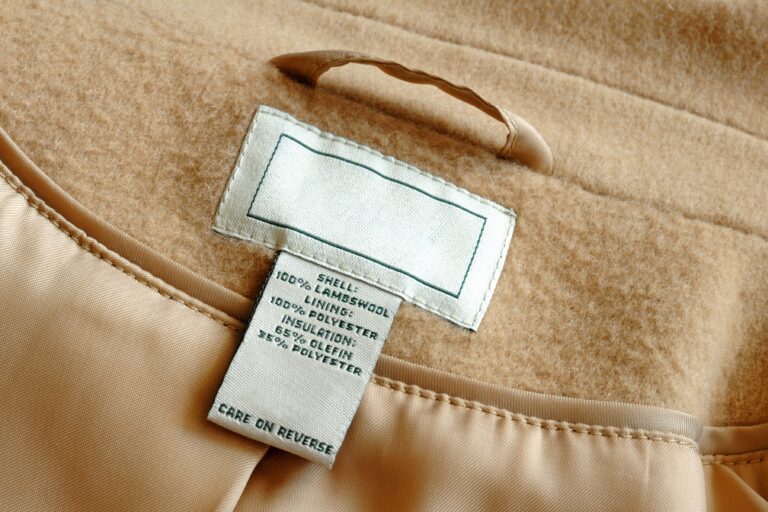 SHELL:
100% LAMBSWOOL
LINING:
100% POLYESTER
INSULATION:
65% OLEFIN
35% POLYESTER
CARE ON REVERSE